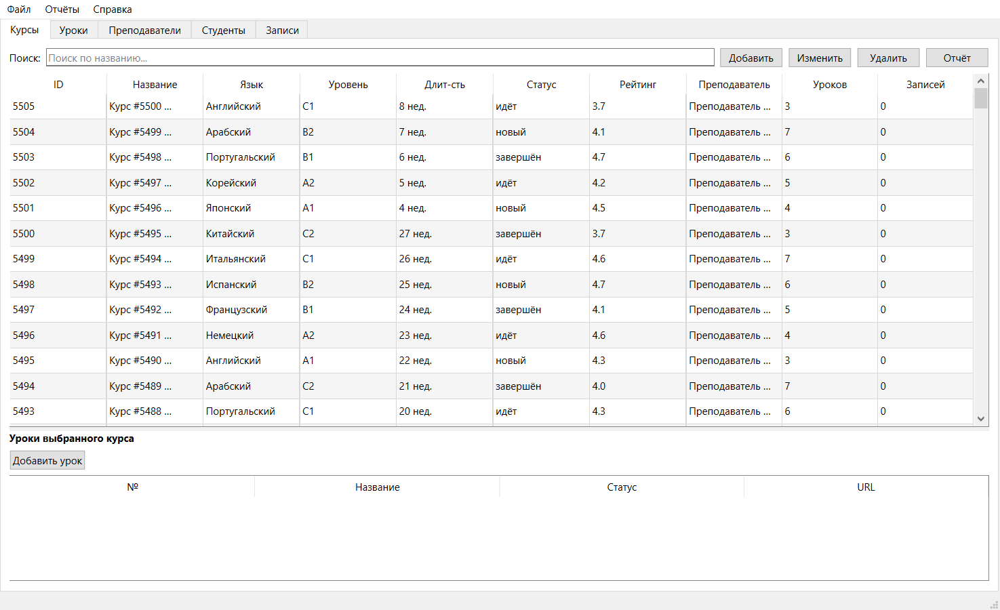 Файл Отчёты Справка
Курсы Уроки Преподаватели Студенты Записи
Поиск: Поиск по названию... Добавить Изменить Удалить Отчёт
ID Название Язык Уровень Длит-сть Статус Рейтинг Преподаватель Уроков Записей
5505 Курс #5500 ... Английский C1 8 нед. идёт 3.7 Преподаватель ... 3 0
5504 Курс #5499 ... Арабский B2 7 нед. новый 4.1 Преподаватель ... 7 0
5503 Курс #5498 ... Португальский B1 6 нед. завершён 4.7 Преподаватель ... 6 0
5502 Курс #5497 ... Корейский A2 5 нед. идёт 4.2 Преподаватель ... 5 0
5501 Курс #5496 ... Японский A1 4 нед. новый 4.5 Преподаватель ... 4 0
5500 Курс #5495 ... Китайский C2 27 нед. завершён 3.7 Преподаватель ... 3 0
5499 Курс #5494 ... Итальянский C1 26 нед. идёт 4.6 Преподаватель ... 7 0
5498 Курс #5493 ... Испанский B2 25 нед. новый 4.7 Преподаватель ... 6 0
5497 Курс #5492 ... Французский B1 24 нед. завершён 4.1 Преподаватель ... 5 0
5496 Курс #5491 ... Немецкий A2 23 нед. идёт 4.6 Преподаватель ... 4 0
5495 Курс #5490 ... Английский A1 22 нед. новый 4.3 Преподаватель ... 3 0
5494 Курс #5489 ... Арабский C2 21 нед. завершён 4.0 Преподаватель ... 7 0
5493 Курс #5488 ... Португальский C1 20 нед. идёт 4.3 Преподаватель ... 6 0
Уроки выбранного курса
Добавить урок
№ Название Статус URL